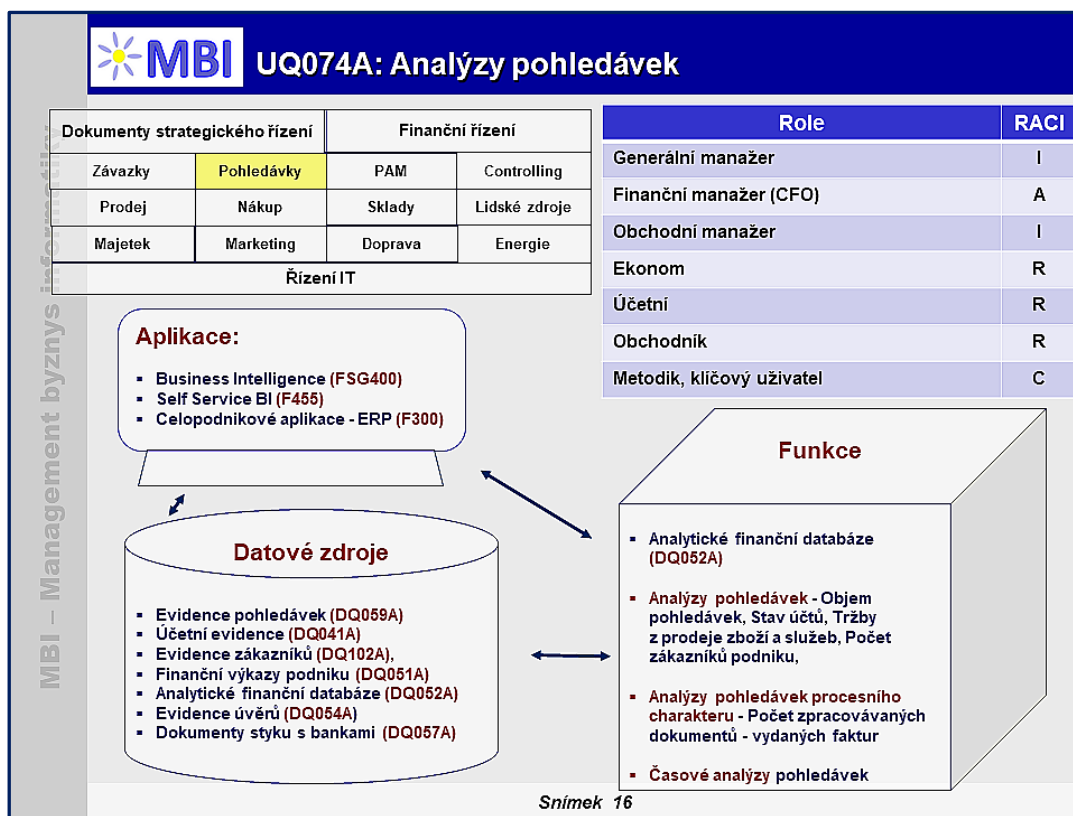 MBI
UQ074A: Analýzy pohledávek
MBI – Management byznys informatiky
Dokumenty strategického řízení
Finanční řízení
Závazky
Pohledávky
PAM
Controlling
Prodej
Nákup
Sklady
Lidské zdroje
Majetek
Marketing
Doprava
Energie
Řízení IT
Role RACI
Generální manažer I
Finanční manažer (CFO) A
Obchodní manažer I
Ekonom R
Účetní R
Obchodník R
Metodik, klíčový uživatel C
Aplikace:
▪ Business Intelligence (FSG400)
▪ Self Service BI (F455)
▪ Celopodnikové aplikace - ERP (F300)
Datové zdroje
▪ Evidence pohledávek (DQ059A)
▪ Účetní evidence (DQ041A)
▪ Evidence zákazníků (DQ102A),
▪ Finanční výkazy podniku (DQ051A)
▪ Analytické finanční databáze (DQ052A)
▪ Evidence úvěrů (DQ054A)
▪ Dokumenty styku s bankami (DQ057A)
Funkce
▪ Analytické finanční databáze
(DQ052A)
▪ Analýzy pohledávek - Objem
pohledávek, Stav účtů, Tržby
z prodeje zboží a služeb, Počet
zákazníků podniku,
▪ Analýzy pohledávek procesního
charakteru - Počet zpracovávaných
dokumentů - vydaných faktur
▪ Časové analýzy pohledávek
Snímek 16